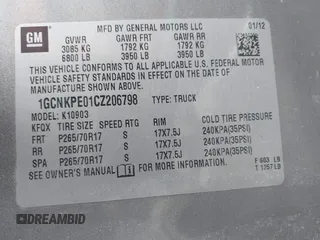 GM
MFD BY GENERAL MOTORS LLC 01/12
GVWR GAWR FRT GAWR RR
3085 KG 1792 KG 1792 KG
6800 LB 3950 LB 3950 LB
THIS VEHICLE CONFORMS TO ALL APPLICABLE U.S. FEDERAL MOTOR
VEHICLE SAFETY STANDARDS IN EFFECT ON THE DATE OF
MANUFACTURE SHOWN ABOVE.
1GCNKPE01CZ206798 TYPE: TRUCK
MODEL: K10903
KFQX TIRE SIZE SPEED RTG RIM COLD TIRE PRESSURE
FRT P265/70R17 S 17X7.5J 240KPA(35PSI)
RR P265/70R17 S 17X7.5J 240KPA(35PSI)
SPA P265/70R17 S 17X7.5J 240KPA(35PSI)
SEE OWNER'S MANUAL FOR MORE INFORMATION.
F 603 LB
T 1257 LB
DREAMBID